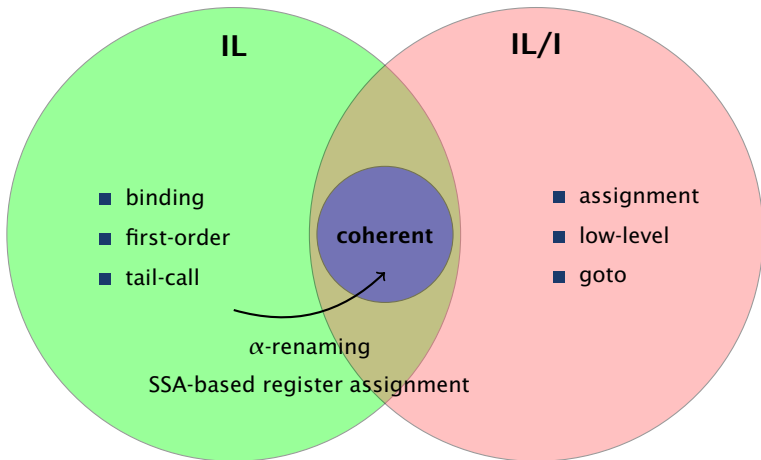 IL
IL/I
■ binding
■ first-order
■ tail-call
coherent
■ assignment
■ low-level
■ goto
α-renaming
SSA-based register assignment